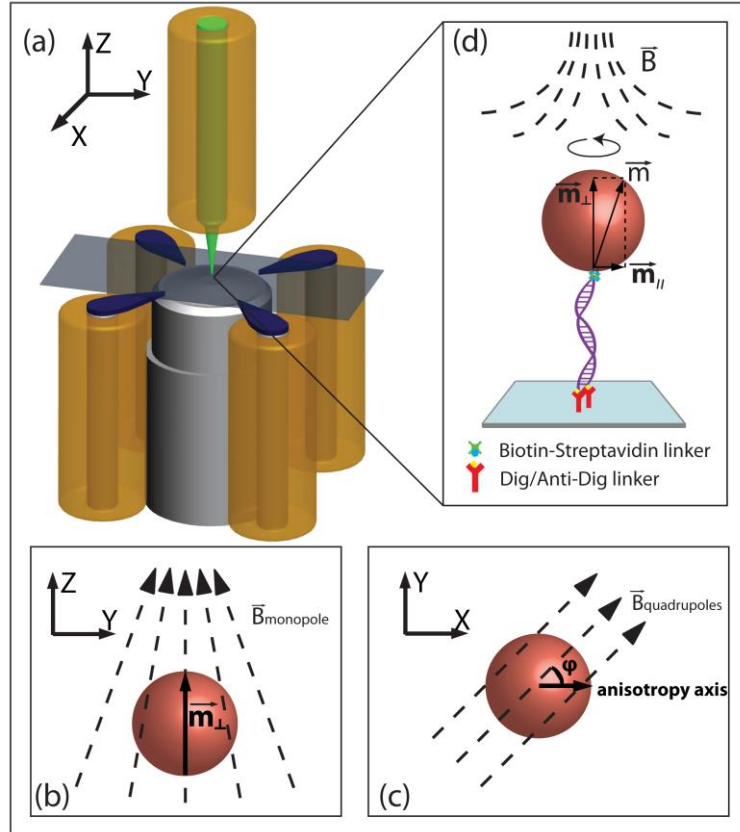 (a)
Z
Y
X
(d)
B
m
m⊥
m//
Biotin-Streptavidin linker
Dig/Anti-Dig linker
Z
Y
Bmonopole
m⊥
(b)
Y
X
Bquadrupoles
φ
anisotropy axis
(c)